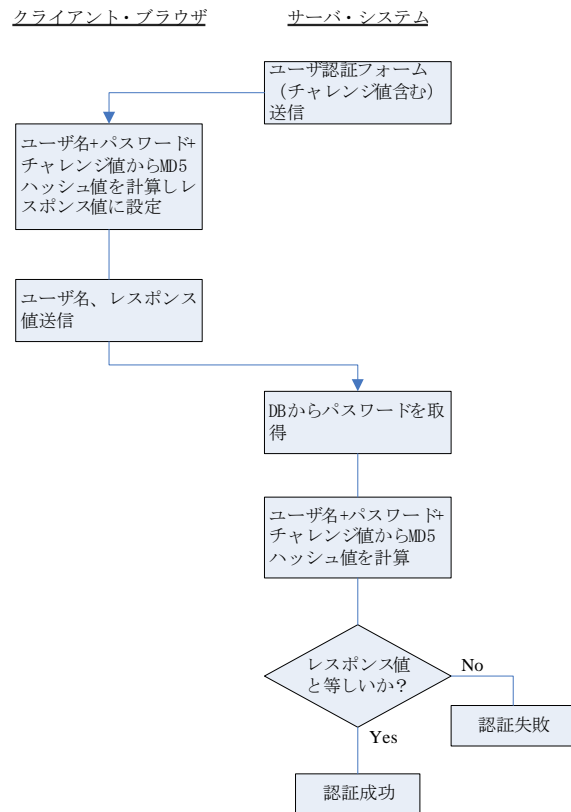 クライアント・ブラウザ
サーバ・システム
ユーザ認証フォーム
（チャレンジ値含む）
送信
ユーザ名+パスワード+
チャレンジ値からMD5
ハッシュ値を計算しレ
スポンス値に設定
ユーザ名、レスポンス
値送信
DBからパスワードを取
得
ユーザ名+パスワード+
チャレンジ値からMD5
ハッシュ値を計算
レスポンス値
と等しいか？
No
認証失敗
Yes
認証成功